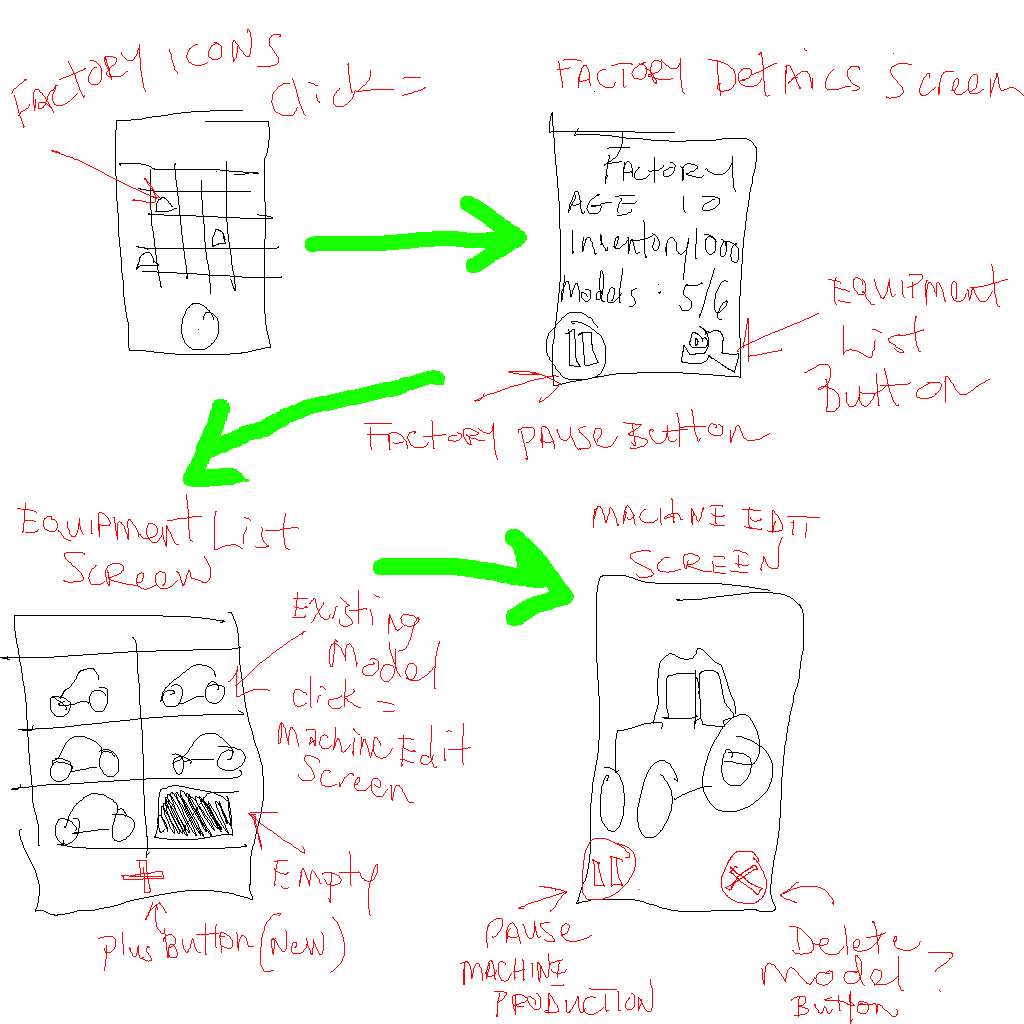 FACTORY ICONS
Click =
FACTORY Details Screen
FACTORY
AGE 10
Inventory 1000
Models : 5/6
EQUIPMENT
List
Button
FACTORY PAUSE Button
EQUIPMENT List
Screen
Existing
Model
click =
Machine Edit
Screen
Empty
Plus Button (New)
MACHINE EDIT
SCREEN
PAUSE
MACHINE
PRODUCTION
Delete
Model ?
Button